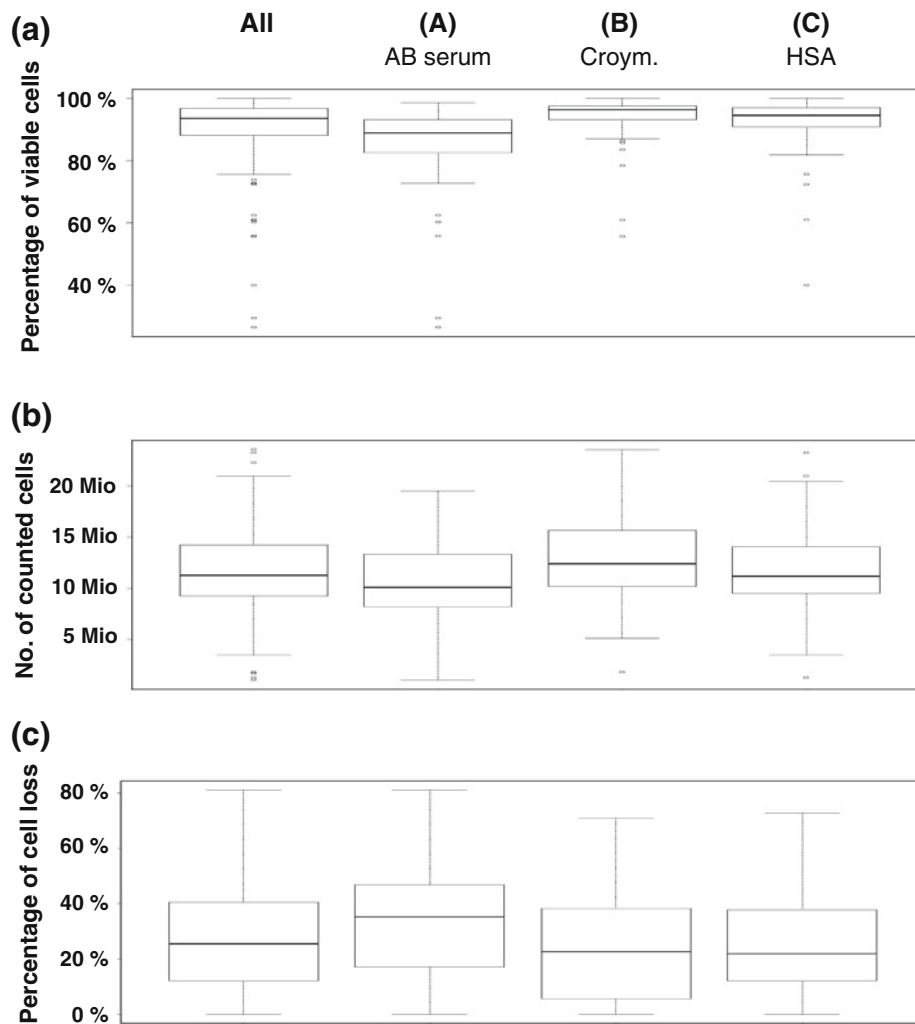 (a)
All
(A)
(B)
(C)
AB serum
Croym.
HSA
Percentage of viable cells
100 %
80 %
60 %
40 %
(b)
No. of counted cells
20 Mio
15 Mio
10 Mio
5 Mio
(c)
Percentage of cell loss
80 %
60 %
40 %
20 %
0 %